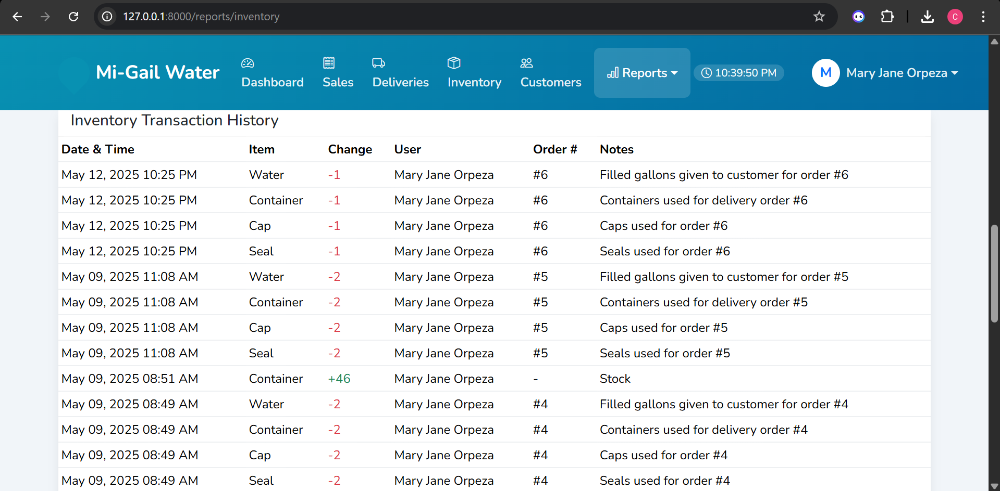 127.0.0.1:8000/reports/inventory
C
Mi-Gail Water
Dashboard
Sales
Deliveries
Inventory
Customers
Reports
10:39:50 PM
M
Mary Jane Orpeza
Inventory Transaction History
Date & Time Item Change User Order # Notes
May 12, 2025 10:25 PM Water -1 Mary Jane Orpeza #6 Filled gallons given to customer for order #6
May 12, 2025 10:25 PM Container -1 Mary Jane Orpeza #6 Containers used for delivery order #6
May 12, 2025 10:25 PM Cap -1 Mary Jane Orpeza #6 Caps used for order #6
May 12, 2025 10:25 PM Seal -1 Mary Jane Orpeza #6 Seals used for order #6
May 09, 2025 11:08 AM Water -2 Mary Jane Orpeza #5 Filled gallons given to customer for order #5
May 09, 2025 11:08 AM Container -2 Mary Jane Orpeza #5 Containers used for delivery order #5
May 09, 2025 11:08 AM Cap -2 Mary Jane Orpeza #5 Caps used for order #5
May 09, 2025 11:08 AM Seal -2 Mary Jane Orpeza #5 Seals used for order #5
May 09, 2025 08:51 AM Container +46 Mary Jane Orpeza - Stock
May 09, 2025 08:49 AM Water -2 Mary Jane Orpeza #4 Filled gallons given to customer for order #4
May 09, 2025 08:49 AM Container -2 Mary Jane Orpeza #4 Containers used for delivery order #4
May 09, 2025 08:49 AM Cap -2 Mary Jane Orpeza #4 Caps used for order #4
May 09, 2025 08:49 AM Seal -2 Mary Jane Orpeza #4 Seals used for order #4